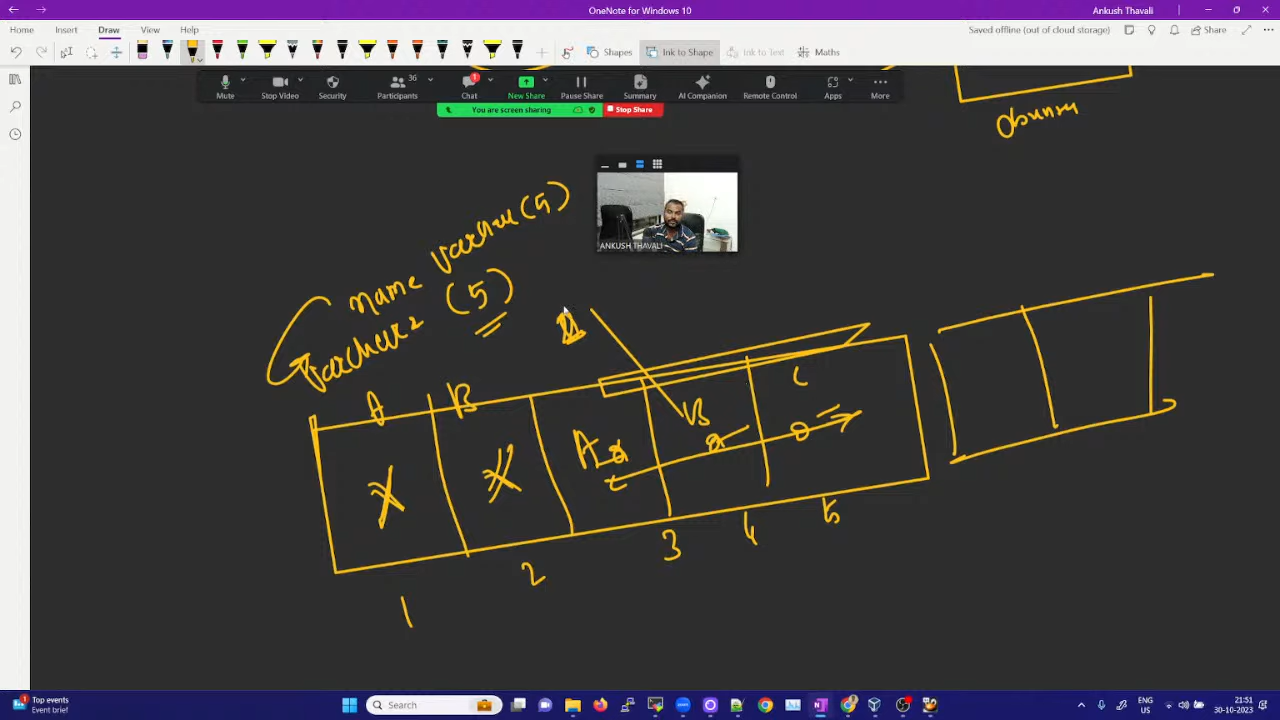 OneNote for Windows 10
Ankush Thavali
Home Insert Draw View Help
Saved offline (out of cloud storage)
Share
Shapes
Ink to Shape
Ink to Text
Maths
36
1
Mute
Stop Video
Security
Participants
Chat
New Share
Pause Share
Summary
AI Companion
Remote Control
Apps
More
You are screen sharing
Stop Share
ANKUSH THAVALI
name varchar(5)
varchar2 (5)
A B
C
X X A B
1 2 3 4 5
1
Top events
Event brief
Search
ENG
US
21:51
30-10-2023